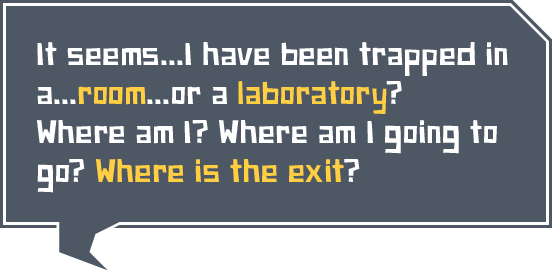 It seems...I have been trapped in
a...room...or a laboratory?
Where am I? Where am I going to
go? Where is the exit?